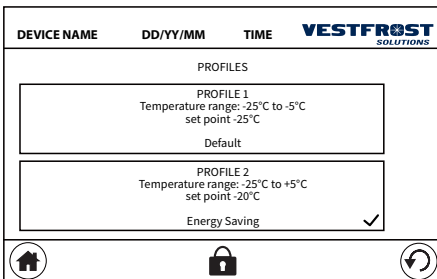 DEVICE NAME DD/YY/MM TIME VESTFROST
SOLUTIONS
PROFILES
PROFILE 1
Temperature range: -25°C to -5°C
set point -25°C
Default
PROFILE 2
Temperature range: -25°C to +5°C
set point -20°C
Energy Saving